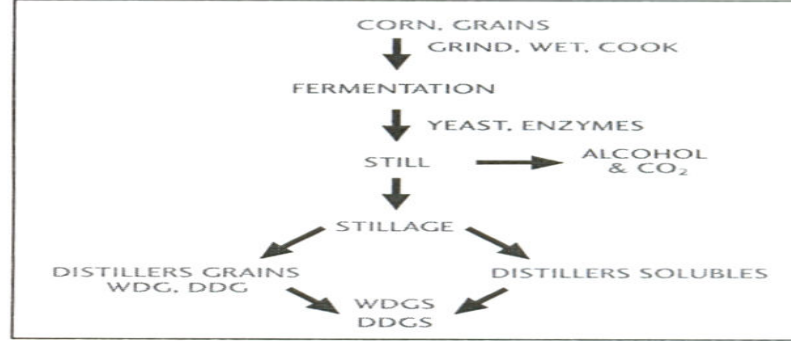 CORN, GRAINS
GRIND, WET, COOK
FERMENTATION
YEAST, ENZYMES
STILL
ALCOHOL
& CO₂
STILLAGE
DISTILLERS GRAINS
WDG, DDG
DISTILLERS SOLUBLES
WDGS
DDGS